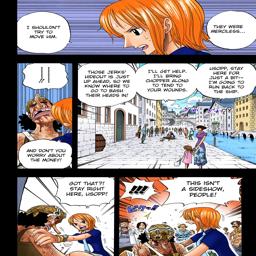 I SHOULDN'T
TRY TO
MOVE HIM.
THEY WERE
MERCILESS...
!!
AND DON'T
YOU WORRY
ABOUT
THE MONEY!
THOSE JERKS'
HIDEOUT IS
JUST UP
AHEAD, SO WE
KNOW WHERE
TO GO TO BASH
THEIR HEADS IN!
I'LL GET HELP.
I'LL BRING
CHOPPER ALONG
TO TEND TO
YOUR WOUNDS.
USOPP, STAY
HERE FOR
JUST A BIT--
I'M GOING TO
RUN BACK TO
THE SHIP.
GOT THAT?!
STAY RIGHT
HERE, USOPP!
!!!
THIS ISN'T
A SIDESHOW,
PEOPLE!